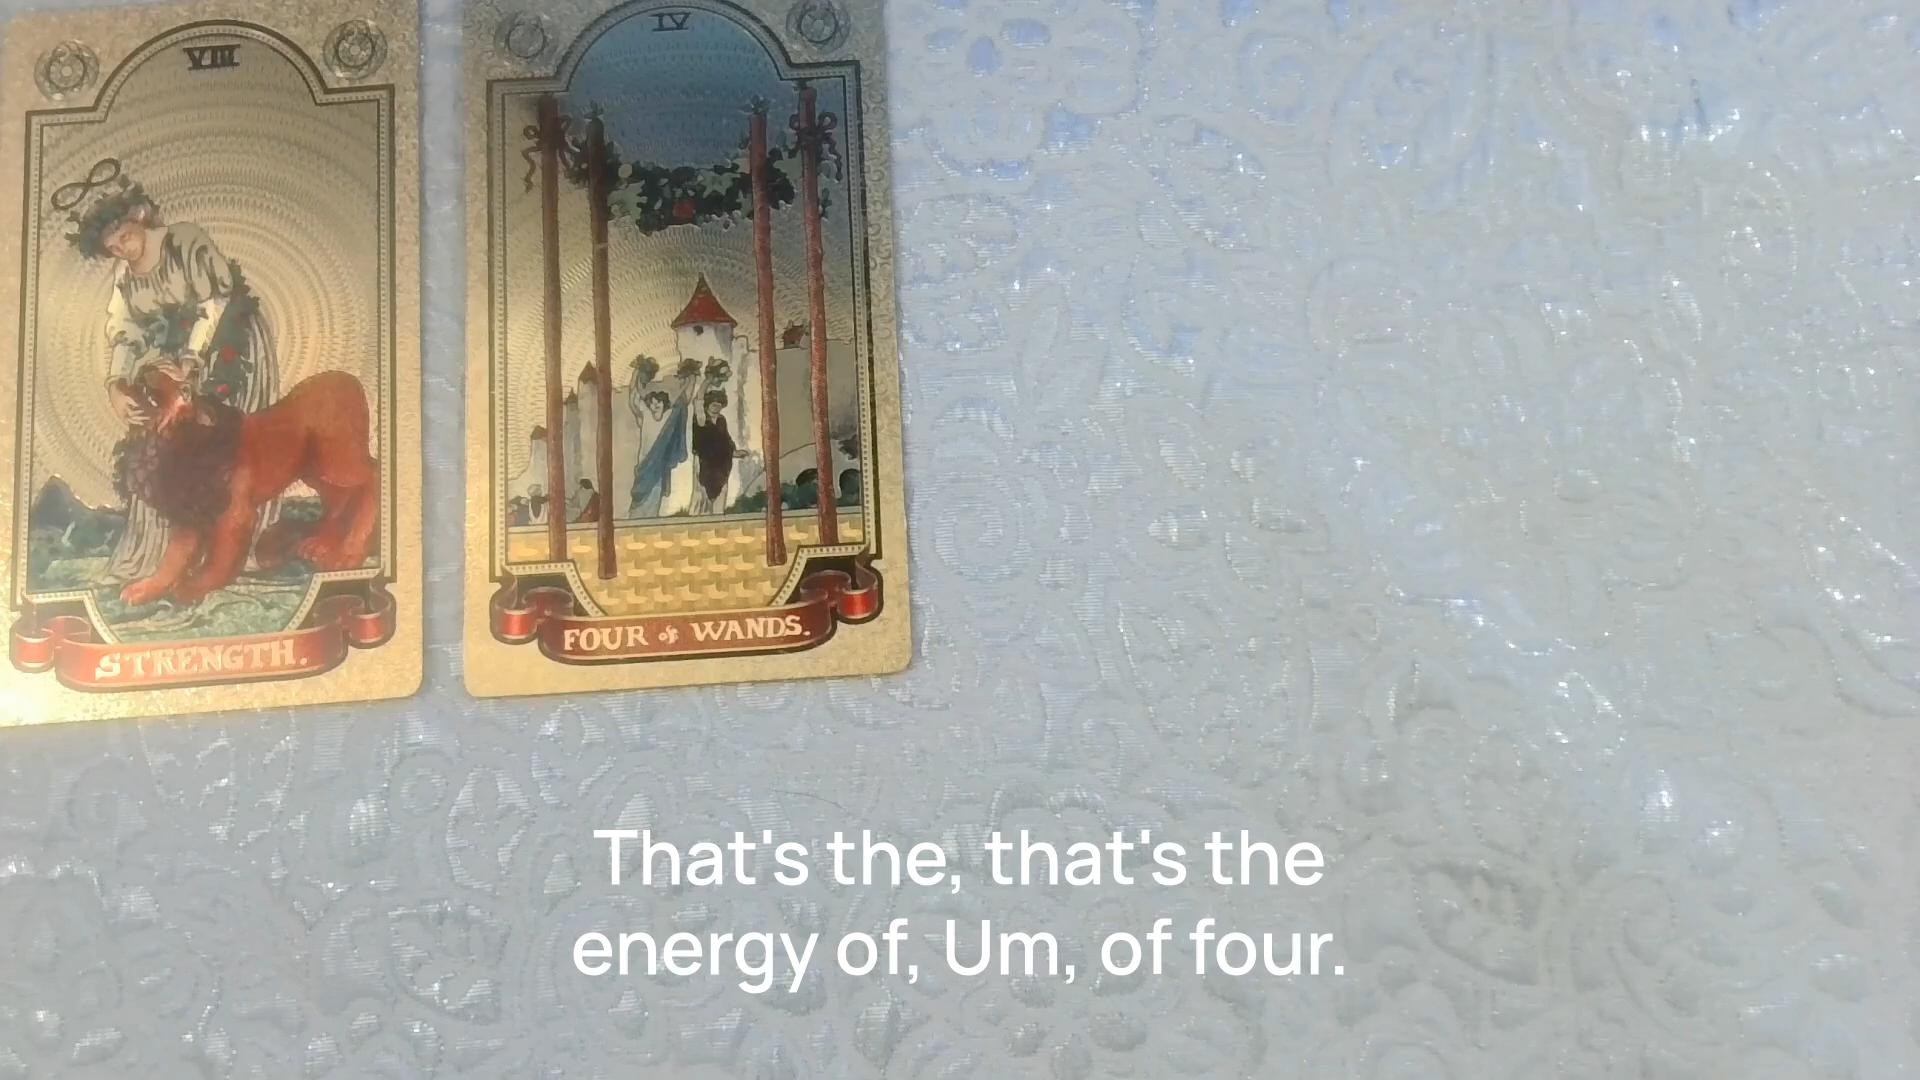 VIII
IV
STRENGTH.
FOUR of WANDS.
That's the, that's the
energy of, Um, of four.